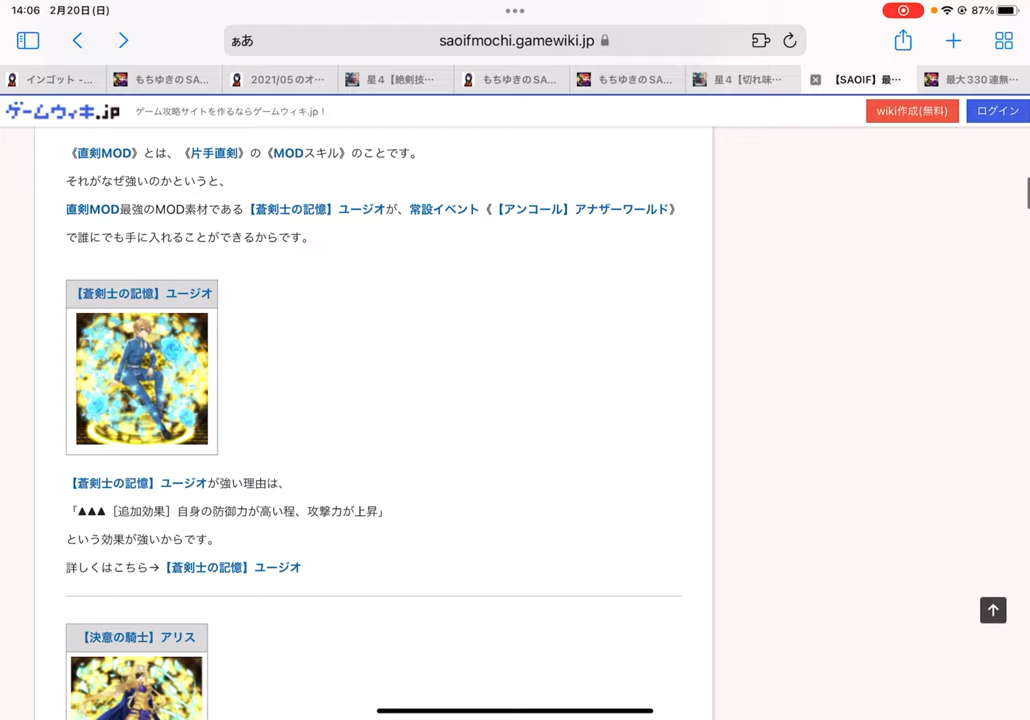 14:06 2月20日(日)
87%
ぁあ
saoifmochi.gamewiki.jp
インゴット -...
もちゆきのSA...
2021/05のオ...
星4【絶剣技...
もちゆきのSA...
もちゆきのSA...
星4【切れ味...
【SAOIF】最...
最大330連無...
ゲームウィキ.jp
ゲーム攻略サイトを作るならゲームウィキ.jp！
wiki作成(無料)
ログイン
《直剣MOD》とは、《片手直剣》の《MODスキル》のことです。
それがなぜ強いのかというと、
直剣MOD最強のMOD素材である【蒼剣士の記憶】ユージオが、常設イベント《【アンコール】アナザーワールド》
で誰にでも手に入れることができるからです。
【蒼剣士の記憶】ユージオ
【蒼剣士の記憶】ユージオが強い理由は、
「▲▲▲［追加効果］自身の防御力が高い程、攻撃力が上昇」
という効果が強いからです。
詳しくはこちら→【蒼剣士の記憶】ユージオ
【決意の騎士】アリス